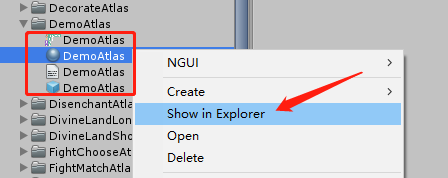 DecorateAtlas
DemoAtlas
DemoAtlas
DemoAtlas
DemoAtlas
DemoAtlas
DisenchantAtla
DivineLandLon
DivineLandSho
FightChooseAt
FightMatchAtla
NGUI
Create
Show in Explorer
Open
Delete